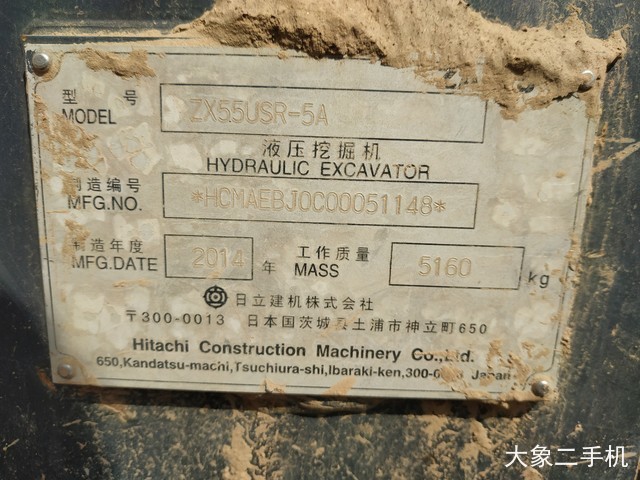 型 号
MODEL ZX55USR-5A
液压挖掘机
HYDRAULIC EXCAVATOR
制造编号
MFG.NO. *HCMAEBJ0C00051148*
制造年度
MFG.DATE 2014 年
工作质量
MASS 5160 kg
日立建机株式会社
〒300-0013 日本国茨城县土浦市神立町650
Hitachi Construction Machinery Co.,Ltd.
650,Kandatsu-machi,Tsuchiura-shi,Ibaraki-ken,300-0013 Japan
大象二手机